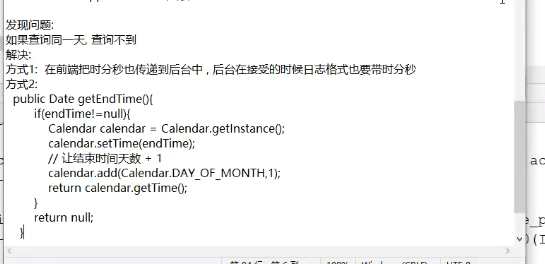 发现问题:
如果查询同一天, 查询不到
解决:
方式1: 在前端把时分秒也传递到后台中 , 后台在接受的时候日志格式也要带时分秒
方式2:
public Date getEndTime(){
if(endTime!=null){
Calendar calendar = Calendar.getInstance();
calendar.setTime(endTime);
// 让结束时间天数 + 1
calendar.add(Calendar.DAY_OF_MONTH,1);
return calendar.getTime();
}
return null;
}
ac
e_p
)(I